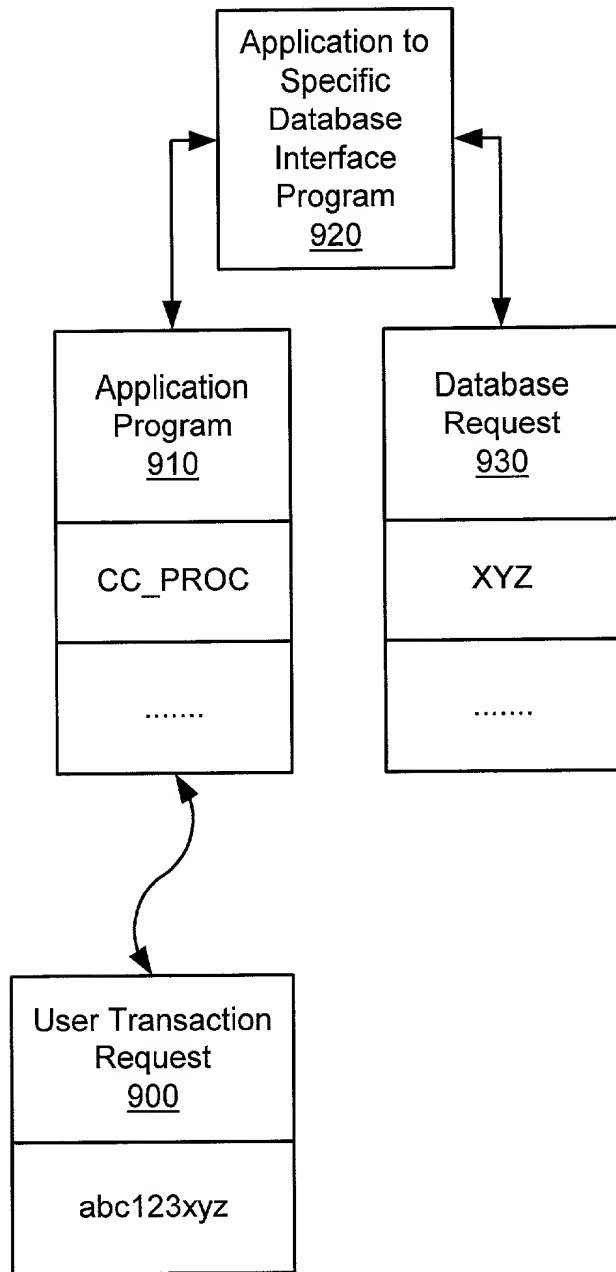 Application to
Specific
Database
Interface
Program
920
Application
Program
910
CC_PROC
.......
Database
Request
930
XYZ
.......
User Transaction
Request
900
abc123xyz